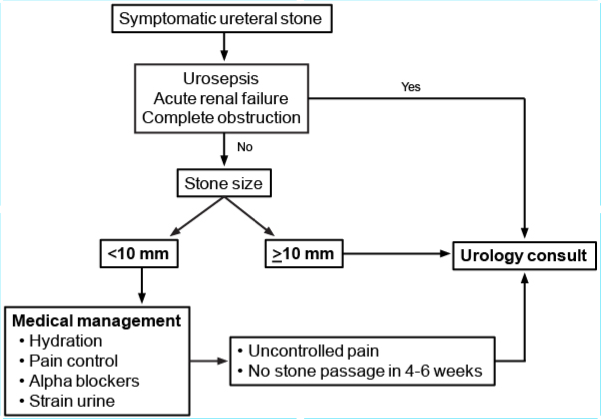 Symptomatic ureteral stone
Urosepsis
Acute renal failure
Complete obstruction
Yes
No
Stone size
<10 mm
≥10 mm
Urology consult
Medical management
• Hydration
• Pain control
• Alpha blockers
• Strain urine
• Uncontrolled pain
• No stone passage in 4-6 weeks